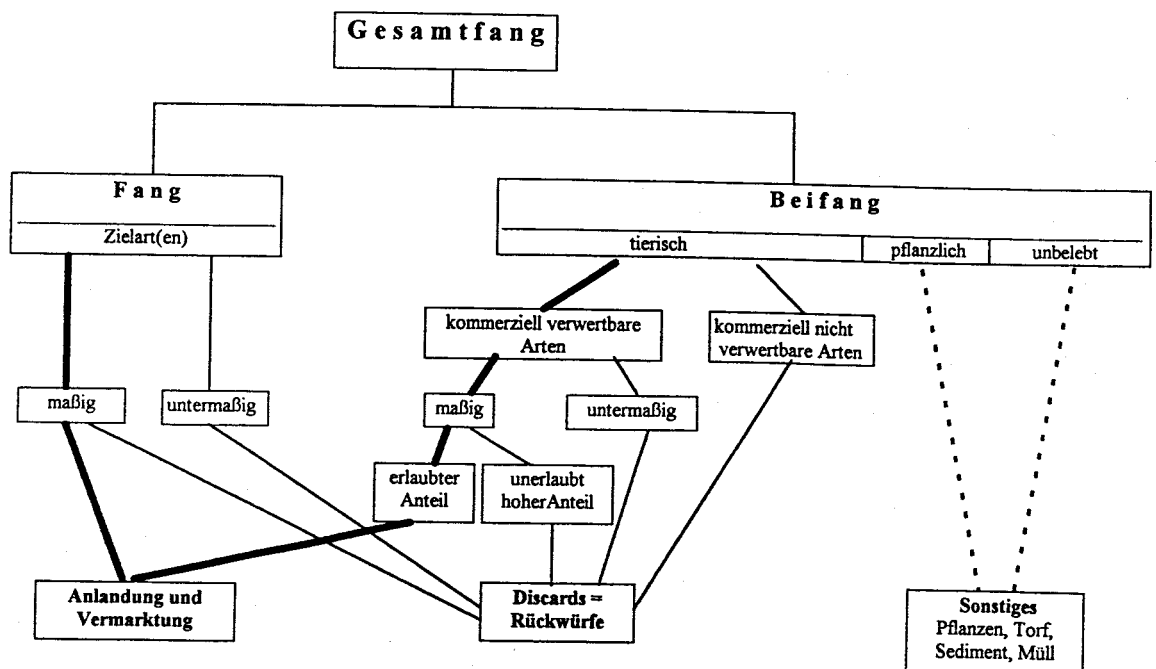 Gesamtfang
Fang
Zielart(en)
Beifang
tierisch
pflanzlich
unbelebt
kommerziell verwertbare
Arten
kommerziell nicht
verwertbare Arten
maßig
untermaßig
maßig
untermaßig
erlaubter
Anteil
unerlaubt
hoherAnteil
Anlandung und
Vermarktung
Discards =
Rückwürfe
Sonstiges
Pflanzen, Torf,
Sediment, Müll